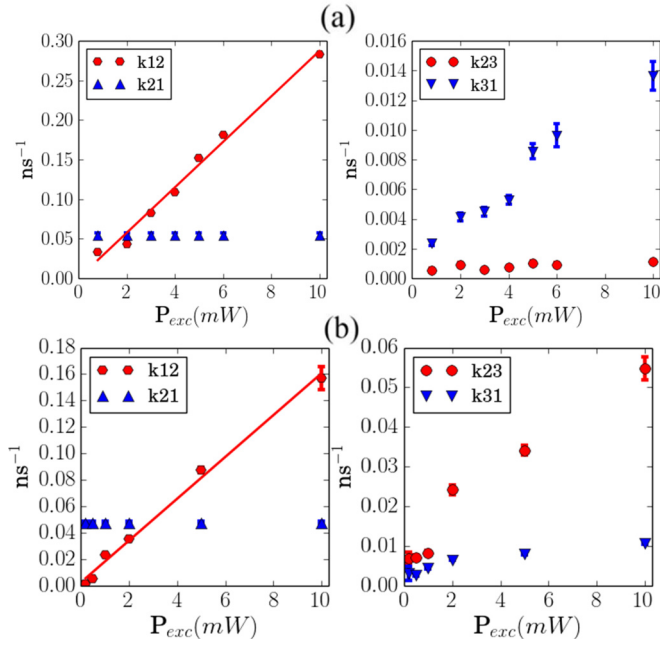 (a)
0.30
0.25
0.20
0.15
0.10
0.05
0.00
ns⁻¹
k12
k21
0 2 4 6 8 10
P_exc(mW)
0.016
0.014
0.012
0.010
0.008
0.006
0.004
0.002
0.000
ns⁻¹
k23
k31
0 2 4 6 8 10
P_exc(mW)
(b)
0.18
0.16
0.14
0.12
0.10
0.08
0.06
0.04
0.02
0.00
ns⁻¹
k12
k21
0 2 4 6 8 10
P_exc(mW)
0.06
0.05
0.04
0.03
0.02
0.01
0.00
ns⁻¹
k23
k31
0 2 4 6 8 10
P_exc(mW)